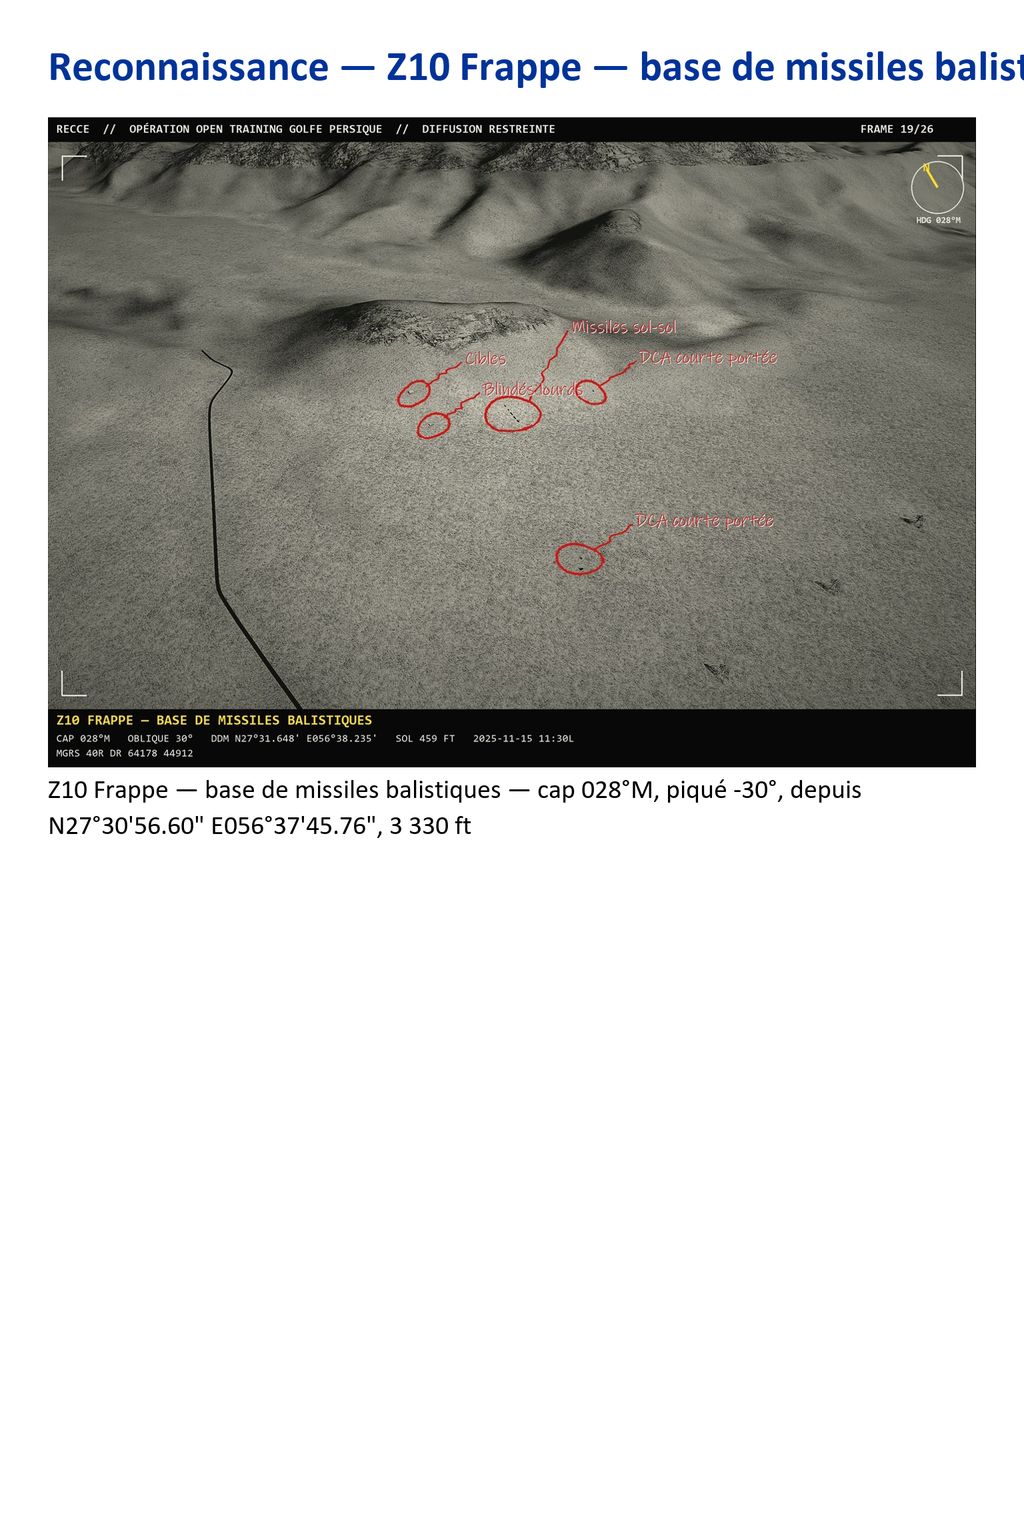 Reconnaissance — Z10 Frappe — base de missiles balist
RECCE // OPÉRATION OPEN TRAINING GOLFE PERSIQUE // DIFFUSION RESTREINTE FRAME 19/26
N
HDG 028°M
Missiles sol-sol
Cibles
DCA courte portée
Blindés lourds
DCA courte portée
Z10 FRAPPE — BASE DE MISSILES BALISTIQUES
CAP 028°M OBLIQUE 30° DDM N27°31.648' E056°38.235' SOL 459 FT 2025-11-15 11:30L
MGRS 40R DR 64178 44912
Z10 Frappe — base de missiles balistiques — cap 028°M, piqué -30°, depuis
N27°30'56.60" E056°37'45.76", 3 330 ft